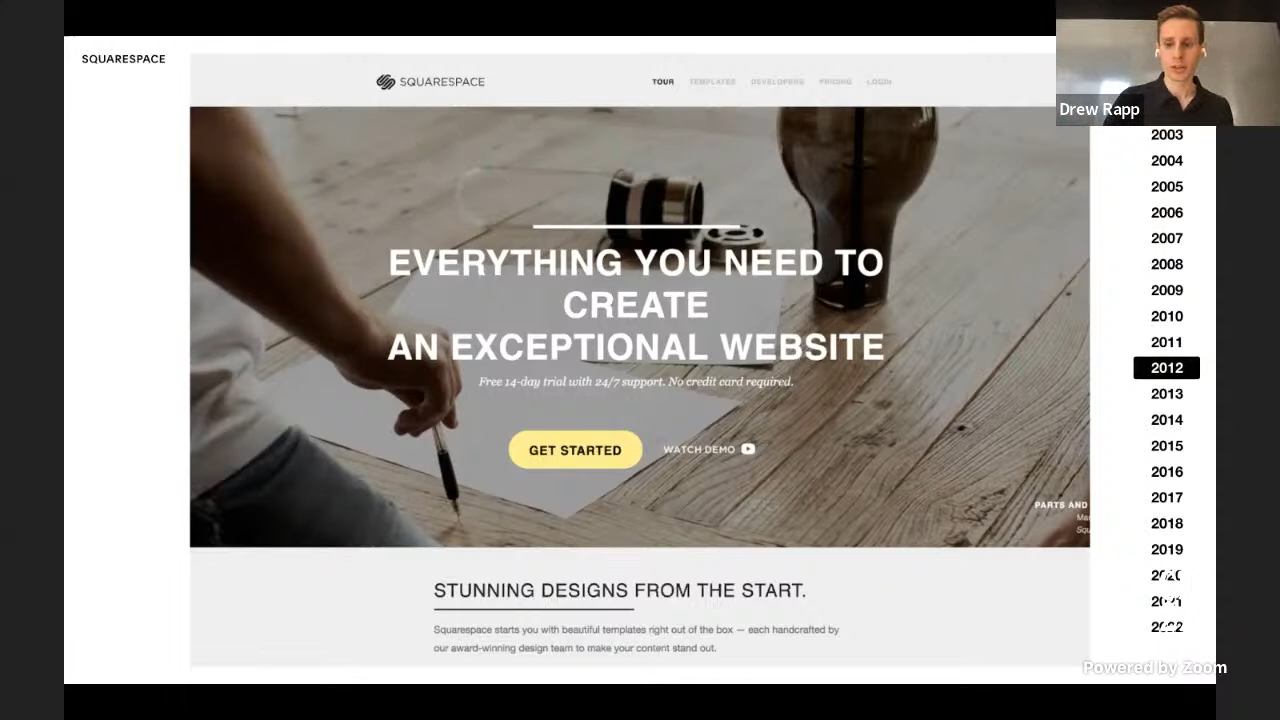 SQUARESPACE
SQUARESPACE
TOUR TEMPLATES DEVELOPERS PRICING LOGIN
EVERYTHING YOU NEED TO
CREATE
AN EXCEPTIONAL WEBSITE
Free 14-day trial with 24/7 support. No credit card required.
GET STARTED
WATCH DEMO
PARTS AND
STUNNING DESIGNS FROM THE START.
Squarespace starts you with beautiful templates right out of the box — each handcrafted by
our award-winning design team to make your content stand out.
Drew Rapp
2003
2004
2005
2006
2007
2008
2009
2010
2011
2012
2013
2014
2015
2016
2017
2018
2019
2020
2021
2022
Powered by Zoom